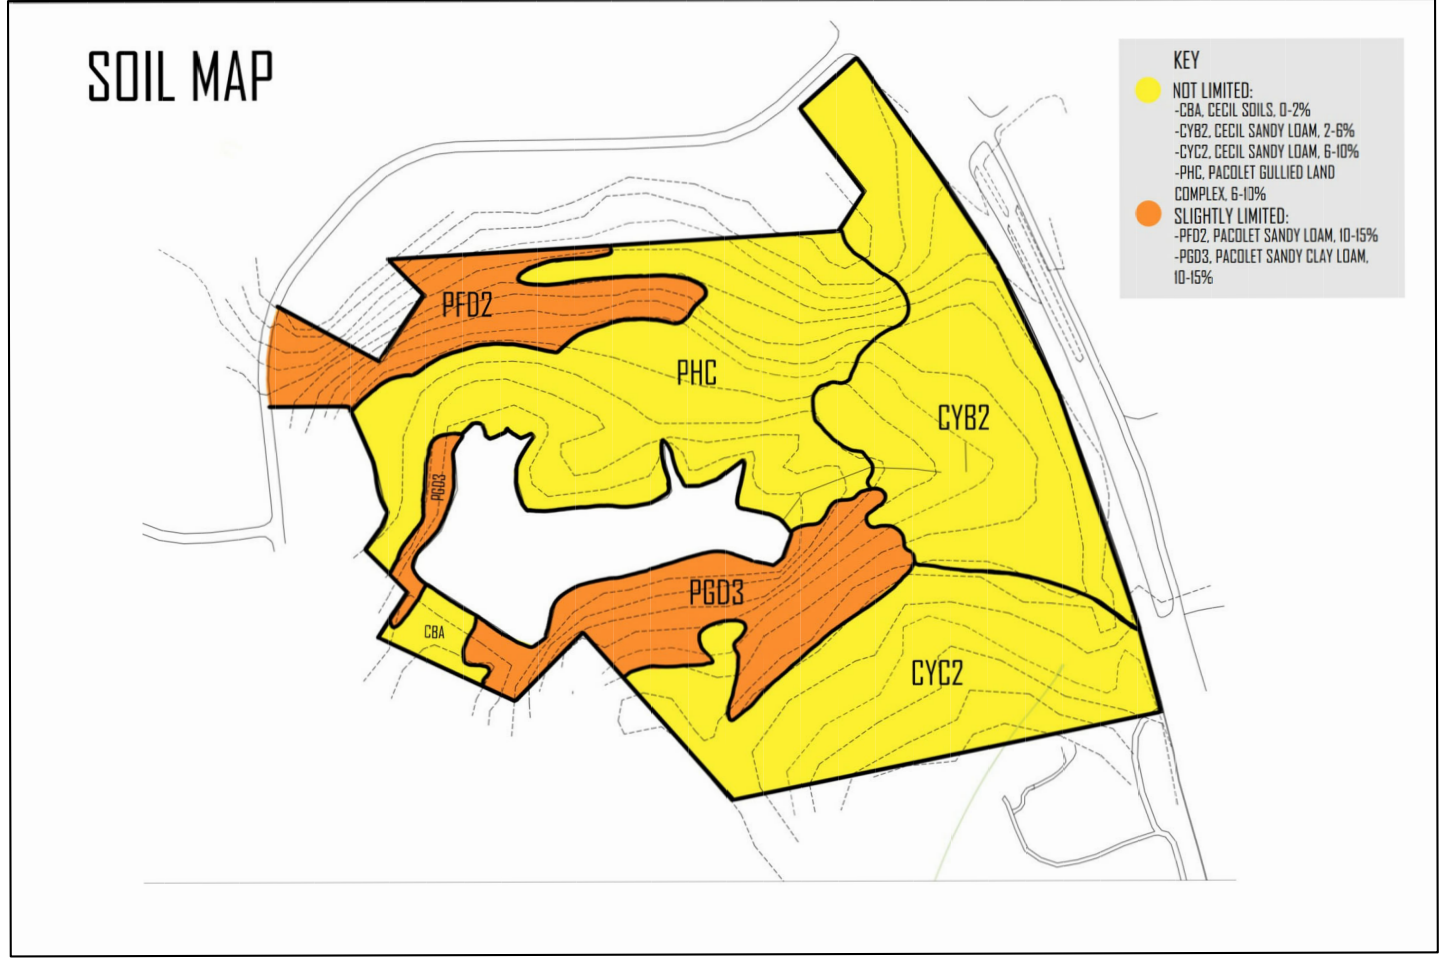 SOIL MAP
KEY
NOT LIMITED:
-CBA, CECIL SOILS, 0-2%
-CYB2, CECIL SANDY LOAM, 2-6%
-CYC2, CECIL SANDY LOAM, 6-10%
-PHC, PACOLET GULLIED LAND
COMPLEX, 6-10%
SLIGHTLY LIMITED:
-PFD2, PACOLET SANDY LOAM, 10-15%
-PGD3, PACOLET SANDY CLAY LOAM,
10-15%
PFD2
PHC
CYB2
PGD3
PGD3
CBA
CYC2